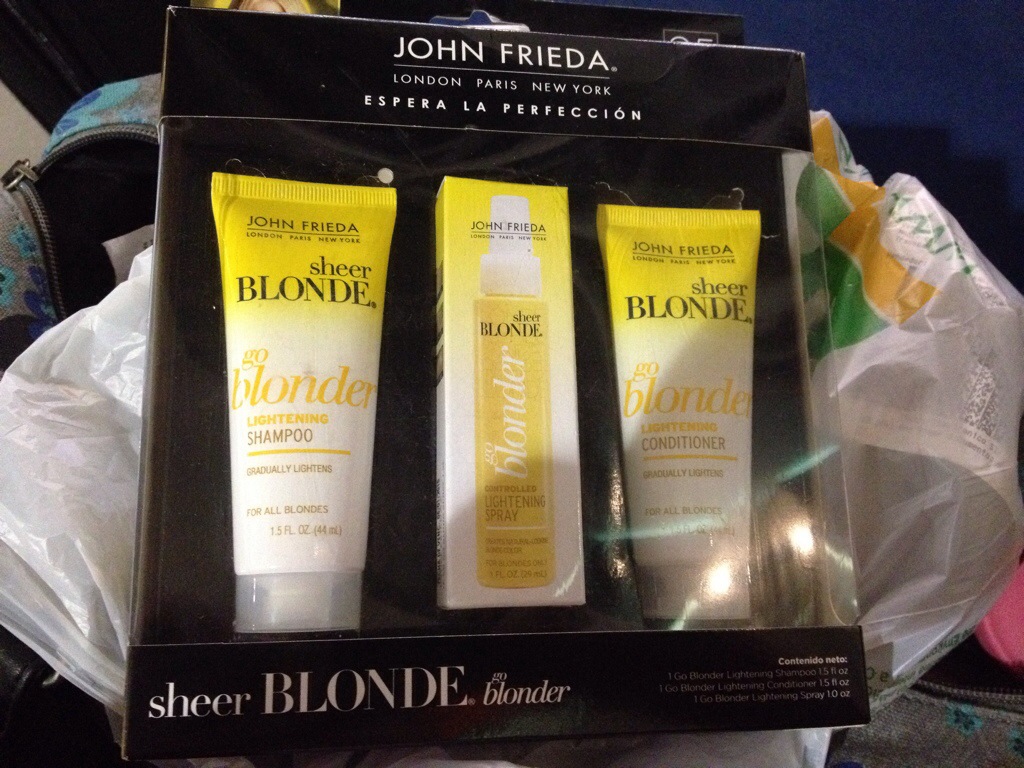 JOHN FRIEDA®
LONDON PARIS NEW YORK
ESPERA LA PERFECCIÓN
JOHN FRIEDA
LONDON PARIS NEW YORK
sheer
BLONDE®
go
blonder
LIGHTENING
SHAMPOO
GRADUALLY LIGHTENS
FOR ALL BLONDES
1.5 FL. OZ. (44 mL)
JOHN FRIEDA
LONDON PARIS NEW YORK
sheer
BLONDE
go
blonder
CONTROLLED
LIGHTENING
SPRAY
FOR BLONDES ONLY
1 FL. OZ. (29 mL)
JOHN FRIEDA
LONDON PARIS NEW YORK
sheer
BLONDE®
go
blonder
LIGHTENING
CONDITIONER
GRADUALLY LIGHTENS
FOR ALL BLONDES
sheer BLONDE® go blonder
Contenido neto:
1 Go Blonder Lightening Shampoo 1.5 fl oz
1 Go Blonder Lightening Conditioner 1.5 fl oz
1 Go Blonder Lightening Spray 1.0 oz